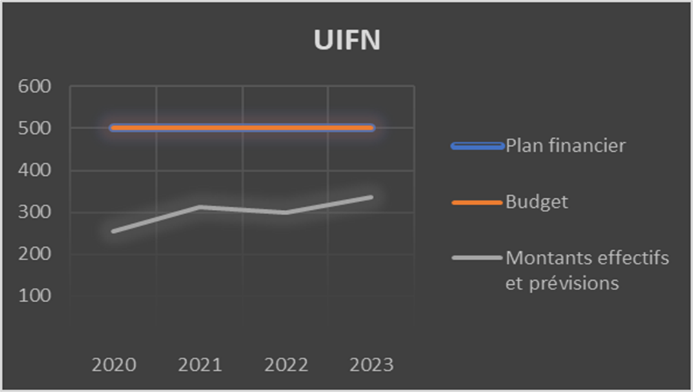 UIFN
600
500
400
300
200
100
2020 2021 2022 2023
Plan financier
Budget
Montants effectifs
et prévisions